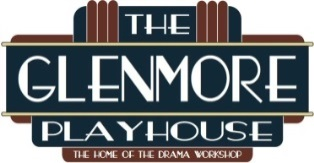 THE
GLENMORE
PLAYHOUSE
THE HOME OF THE DRAMA WORKSHOP